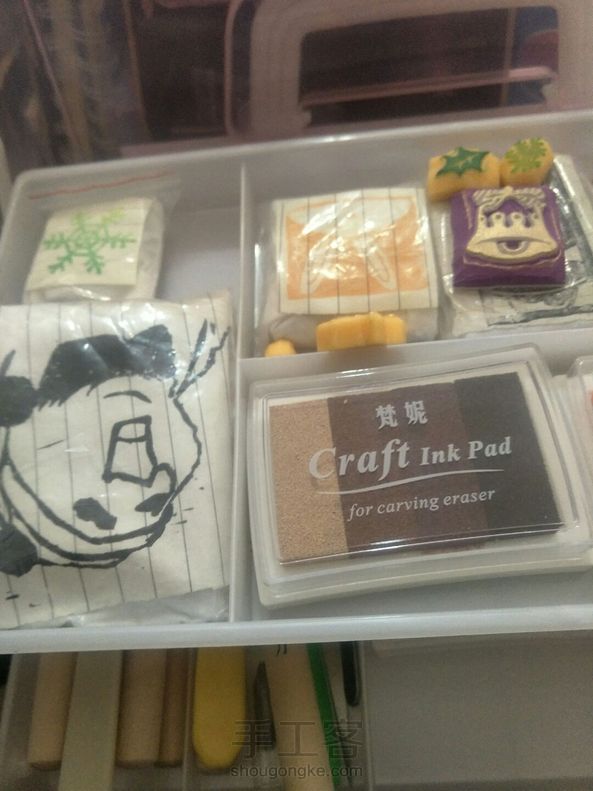 梵妮
Craft Ink Pad
for carving eraser
手工客
shougongke.com